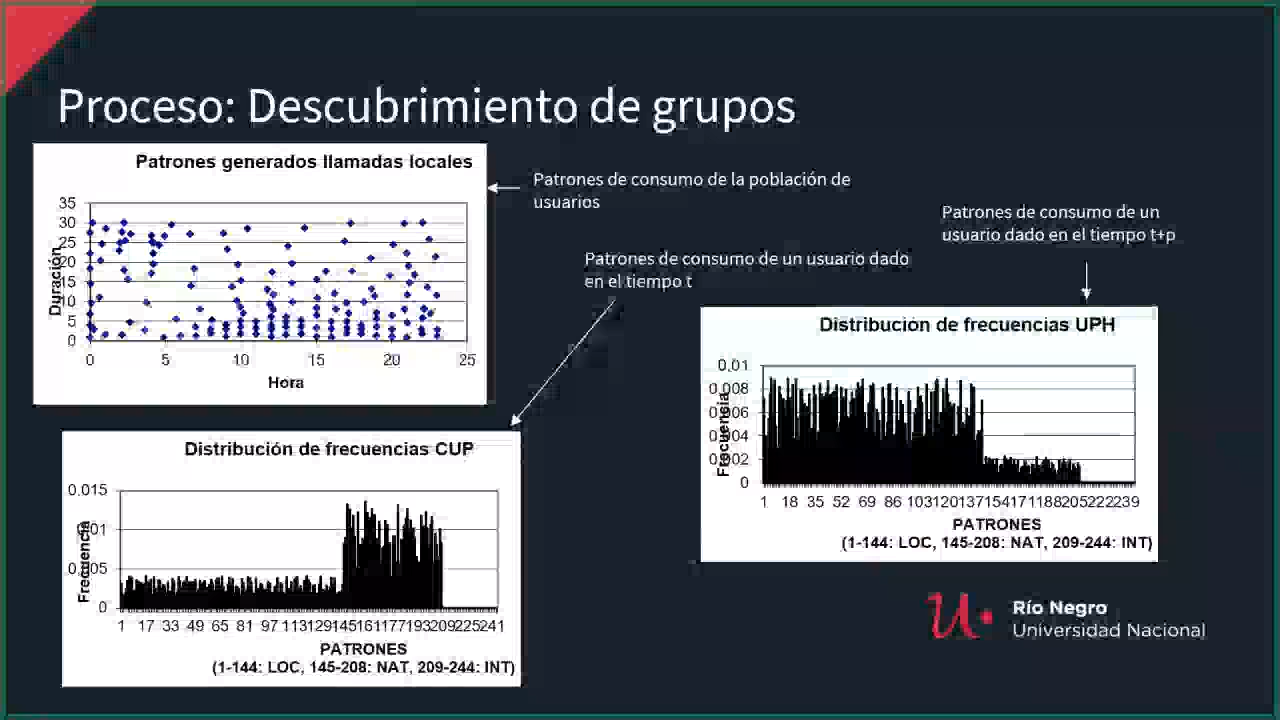 Proceso: Descubrimiento de grupos
Patrones generados llamadas locales
35
30
25
20
15
10
5
0
Duración
0 5 10 15 20 25
Hora
Patrones de consumo de la población de
usuarios
Patrones de consumo de un usuario dado
en el tiempo t
Patrones de consumo de un
usuario dado en el tiempo t+p
Distribución de frecuencias CUP
0.015
0.01
0.005
0
Frecuencia
1 17 33 49 65 81 97 113 129 145 161 177 193 209 225 241
PATRONES
(1-144: LOC, 145-208: NAT, 209-244: INT)
Distribución de frecuencias UPH
0,01
0,008
0,006
0,004
0,002
0
Frecuencia
1 18 35 52 69 86 103 120 137 154 171 188 205 222 239
PATRONES
(1-144: LOC, 145-208: NAT, 209-244: INT)
Río Negro
Universidad Nacional